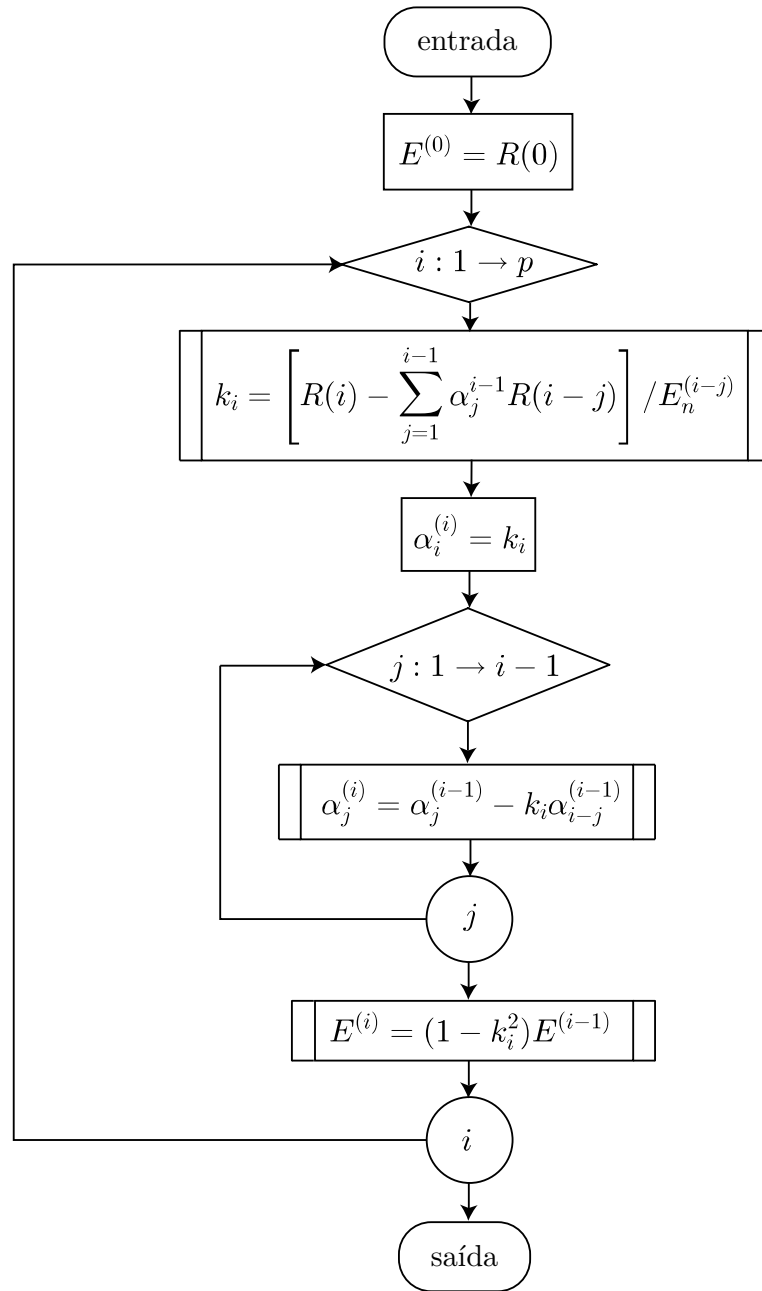 entrada
E^{(0)} = R(0)
i : 1 → p
k_i = [R(i) − \sum_{j=1}^{i−1} α_j^{i−1} R(i − j)] /E_n^{(i−j)}
α_i^{(i)} = k_i
j : 1 → i − 1
α_j^{(i)} = α_j^{(i−1)} − k_i α_{i−j}^{(i−1)}
j
E^{(i)} = (1 − k_i^2)E^{(i−1)}
i
saída